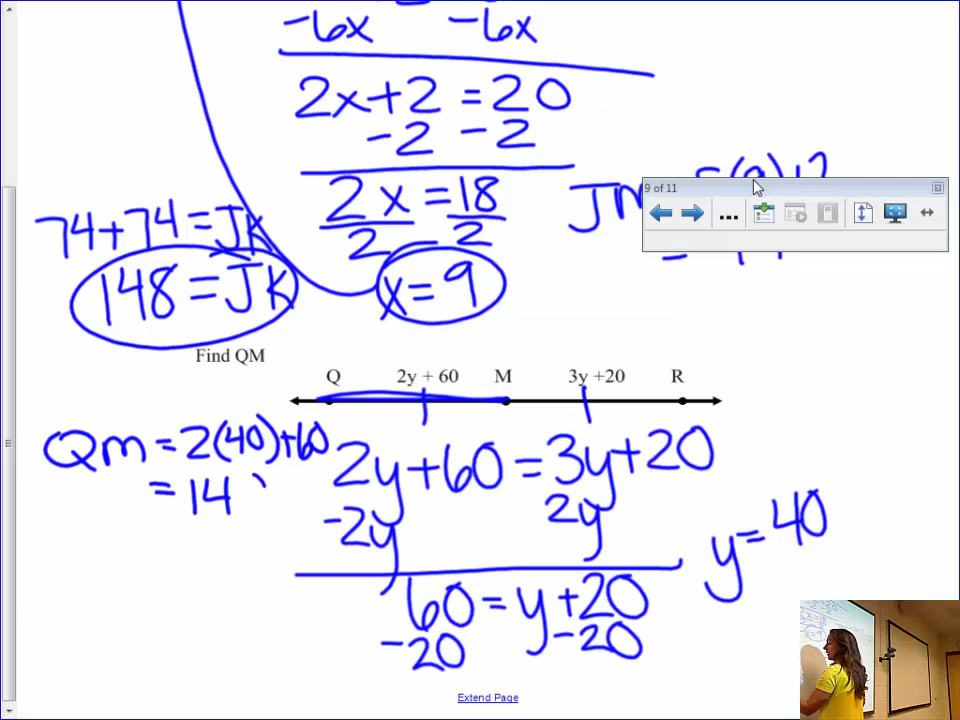 -6x -6x
2x+2 =20
-2 -2
2x = 18
2 2
x=9
74+74=JK
148=JK
9 of 11
Find QM
Q 2y + 60 M 3y +20 R
QM =2(40)+60
= 14
2y+60=3y+20
-2y 2y
y=40
60=y+20
-20 -20
Extend Page